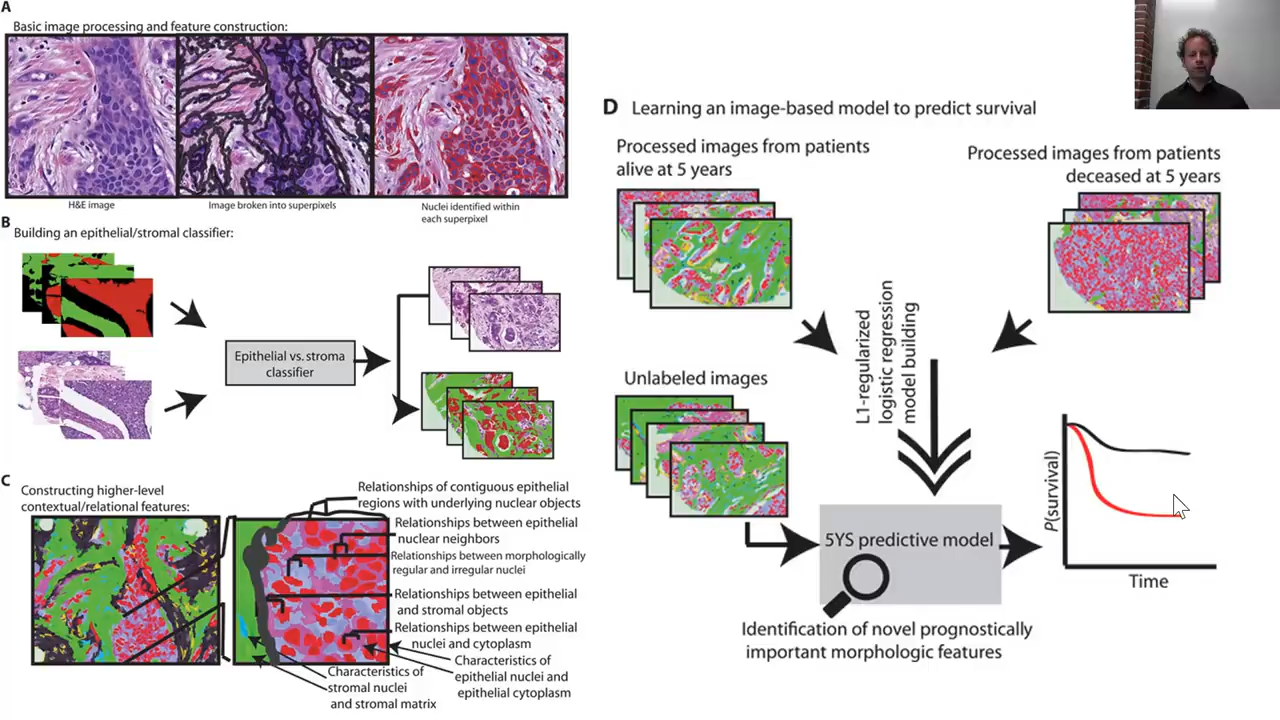 A
Basic image processing and feature construction:
H&E image
Image broken into superpixels
Nuclei identified within
each superpixel
B
Building an epithelial/stromal classifier:
Epithelial vs. stroma
classifier
C
Constructing higher-level
contextual/relational features:
Relationships of contiguous epithelial
regions with underlying nuclear objects
Relationships between epithelial
nuclear neighbors
Relationships between morphologically
regular and irregular nuclei
Relationships between epithelial
and stromal objects
Relationships between epithelial
nuclei and cytoplasm
Characteristics of
stromal nuclei
and stromal matrix
Characteristics of
epithelial nuclei and
epithelial cytoplasm
D
Learning an image-based model to predict survival
Processed images from patients
alive at 5 years
Processed images from patients
deceased at 5 years
L1-regularized
logistic regression
model building
Unlabeled images
5YS predictive model
P(survival)
Time
Identification of novel prognostically
important morphologic features